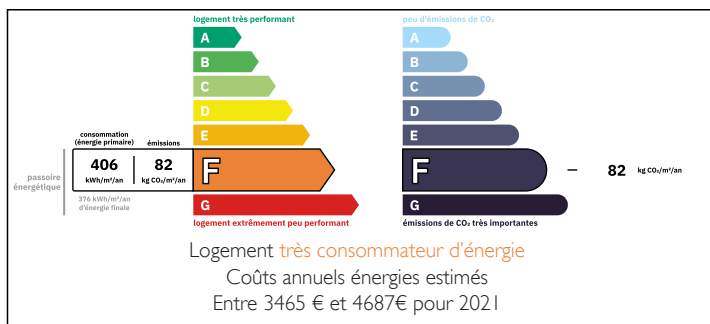 logement très performant
A
B
C
D
E
consommation
(énergie primaire)
émissions
406
kWh/m²/an
82
kg CO₂/m²/an
F
passoire
énergétique
376 kWh/m²/an
d'énergie finale
G
logement extrêmement peu performant
peu d'émissions de CO₂
A
B
C
D
E
F
82 kg CO₂/m²/an
G
émissions de CO₂ très importantes
Logement très consommateur d'énergie
Coûts annuels énergies estimés
Entre 3465 € et 4687€ pour 2021